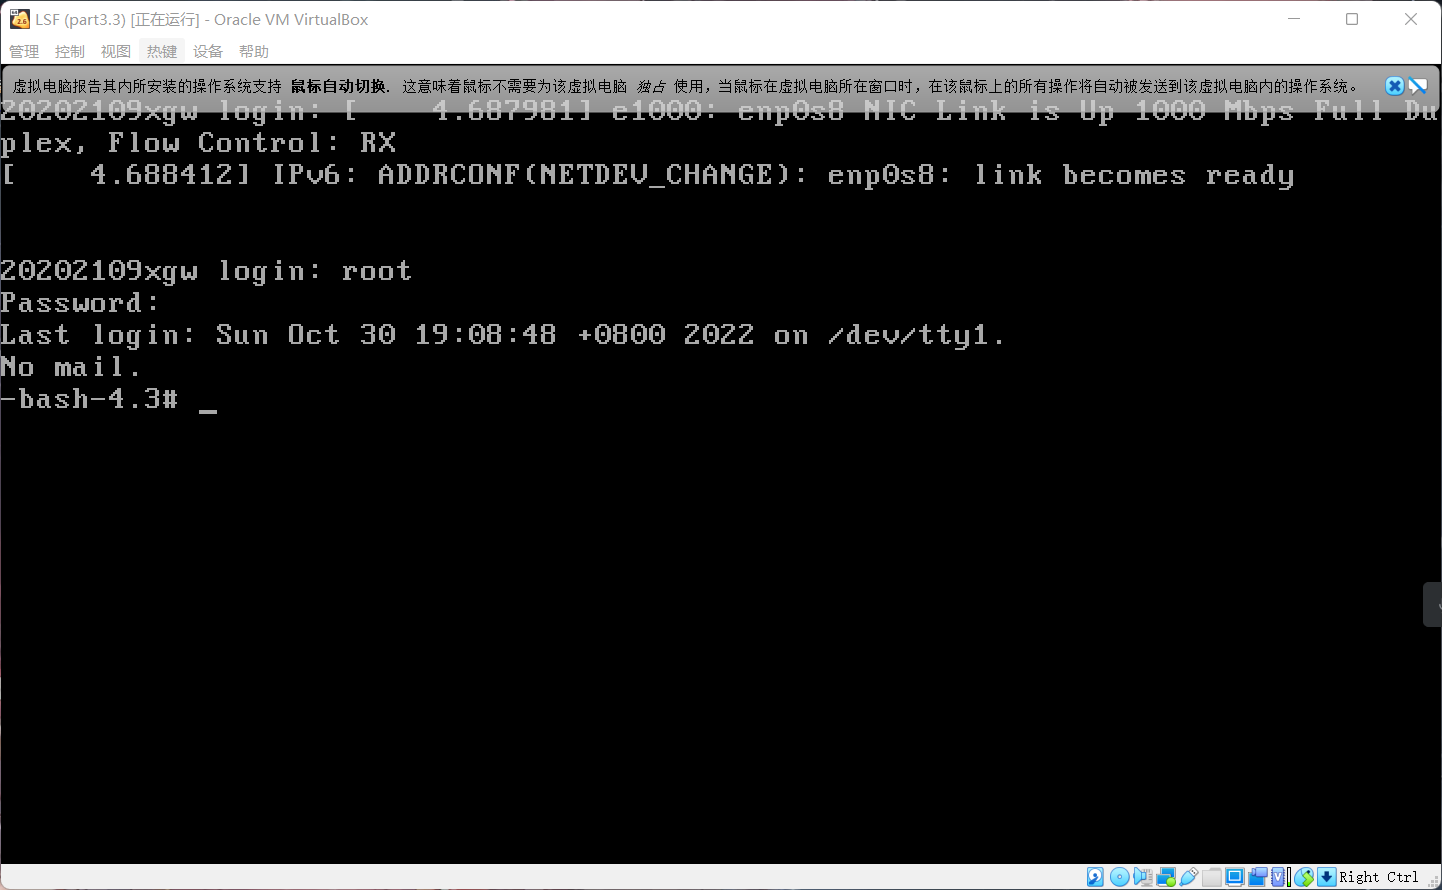 LSF (part3.3) [正在运行] - Oracle VM VirtualBox
管理 控制 视图 热键 设备 帮助
虚拟电脑报告其内所安装的操作系统支持 鼠标自动切换. 这意味着鼠标不需要为该虚拟电脑 独占 使用，当鼠标在虚拟电脑所在窗口时，在该鼠标上的所有操作将自动被发送到该虚拟电脑内的操作系统。
20202109xgw login: [    4.687981] e1000: enp0s8 NIC Link is Up 1000 Mbps Full Du
plex, Flow Control: RX
[    4.688412] IPv6: ADDRCONF(NETDEV_CHANGE): enp0s8: link becomes ready
20202109xgw login: root
Password:
Last login: Sun Oct 30 19:08:48 +0800 2022 on /dev/tty1.
No mail.
-bash-4.3# _
Right Ctrl